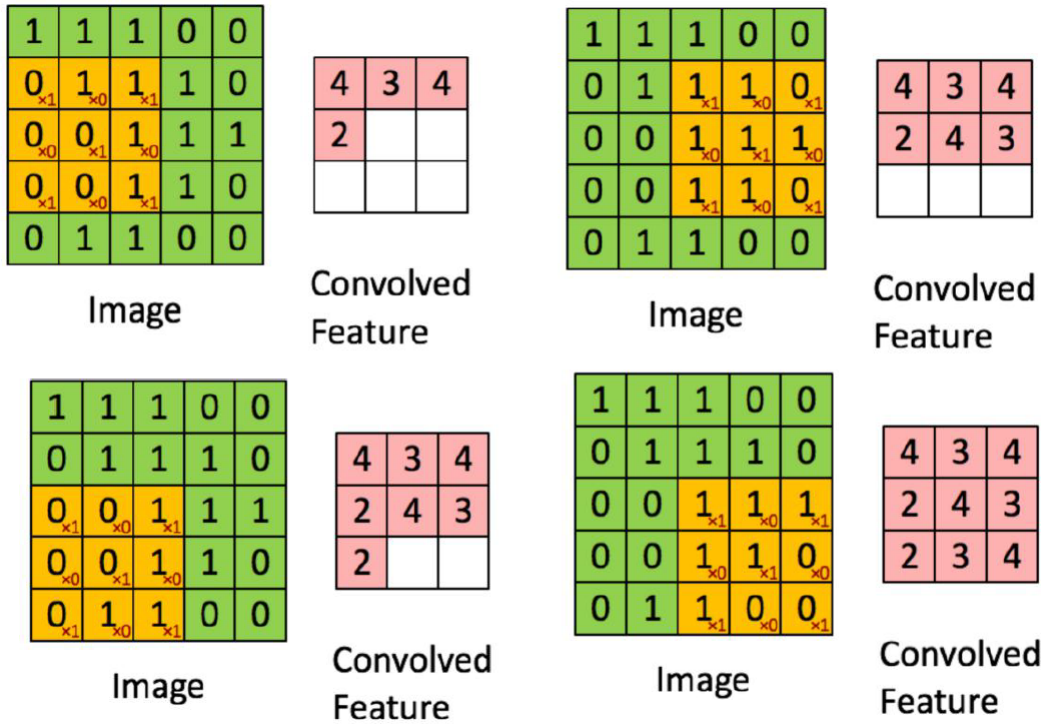 1 1 1 0 0
0×1 1×0 1×1 1 0
0×0 0×1 1×0 1 1
0×1 0×0 1×1 1 0
0 1 1 0 0
Image
4 3 4
2
Convolved
Feature
1 1 1 0 0
0 1 1×1 1×0 0×1
0 0 1×0 1×1 1×0
0 0 1×1 1×0 0×1
0 1 1 0 0
Image
4 3 4
2 4 3
Convolved
Feature
1 1 1 0 0
0 1 1 1 0
0×1 0×0 1×1 1 1
0×0 0×1 1×0 1 0
0×1 1×0 1×1 0 0
Image
4 3 4
2 4 3
2
Convolved
Feature
1 1 1 0 0
0 1 1 1 0
0 0 1×1 1×0 1×1
0 0 1×0 1×1 0×0
0 1 1×1 0×0 0×1
Image
4 3 4
2 4 3
2 3 4
Convolved
Feature